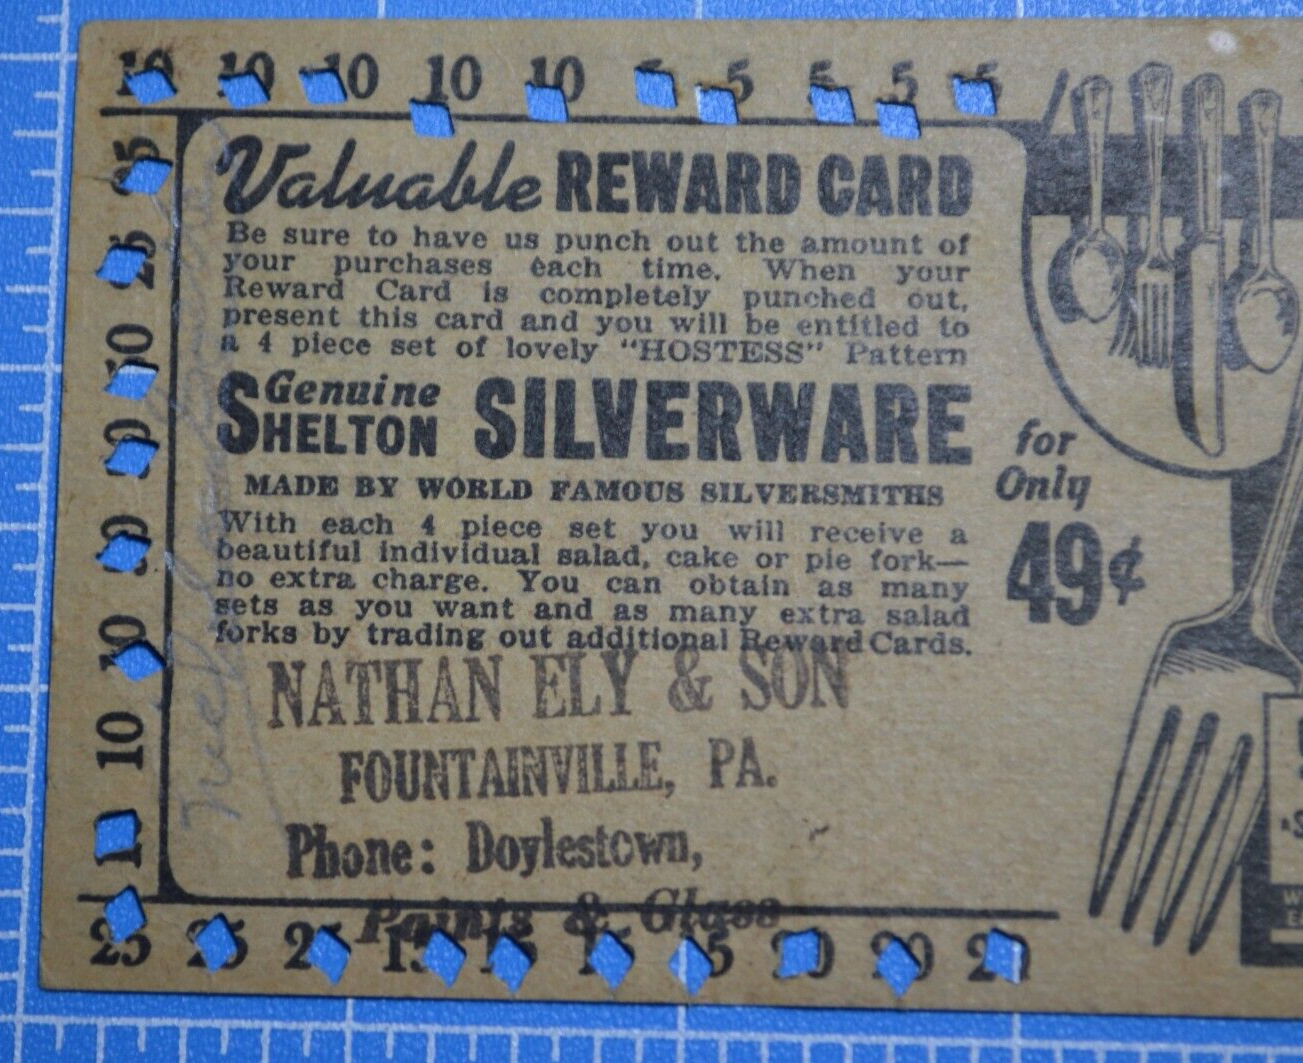 10 10 10 10 10 5 5 5 5 5
Valuable REWARD CARD
Be sure to have us punch out the amount of
your purchases each time. When your
Reward Card is completely punched out,
present this card and you will be entitled to
a 4 piece set of lovely "HOSTESS" Pattern
Genuine
SHELTON SILVERWARE
for
Only
49¢
MADE BY WORLD FAMOUS SILVERSMITHS
With each 4 piece set you will receive a
beautiful individual salad, cake or pie fork—
no extra charge. You can obtain as many
sets as you want and as many extra salad
forks by trading out additional Reward Cards.
NATHAN ELY & SON
FOUNTAINVILLE, PA.
Phone: Doylestown,
Paints & Glass
25 25 25 15 15 15 15 20 20 20
10